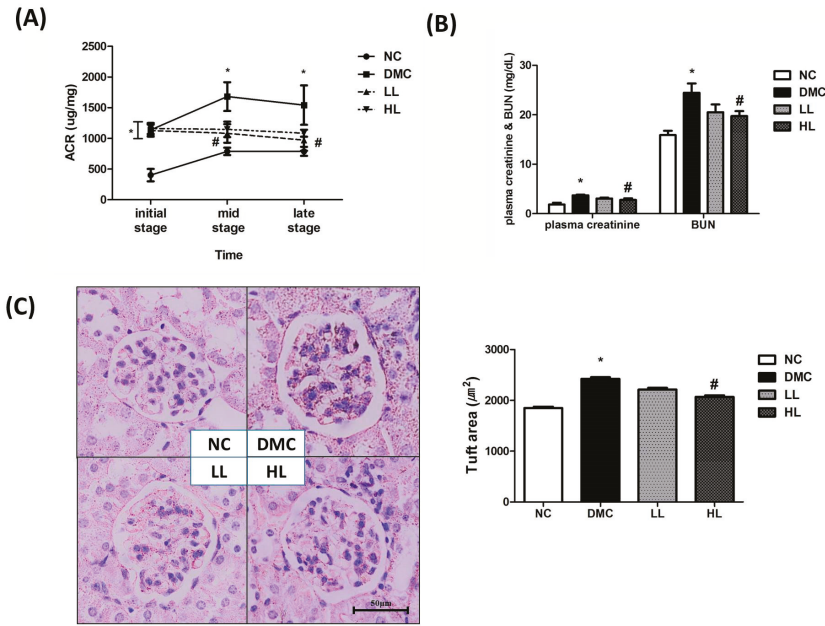 (A)
2500
2000
1500
1000
500
0
ACR (ug/mg)
*
*
*
#
#
initial
stage
mid
stage
late
stage
Time
NC
DMC
LL
HL
(B)
30
20
10
0
plasma creatinine & BUN (mg/dL)
*
#
*
#
plasma creatinine
BUN
NC
DMC
LL
HL
(C)
NC DMC
LL HL
50μm
3000
2000
1000
0
Tuft area (㎛²)
*
#
NC
DMC
LL
HL
NC
DMC
LL
HL